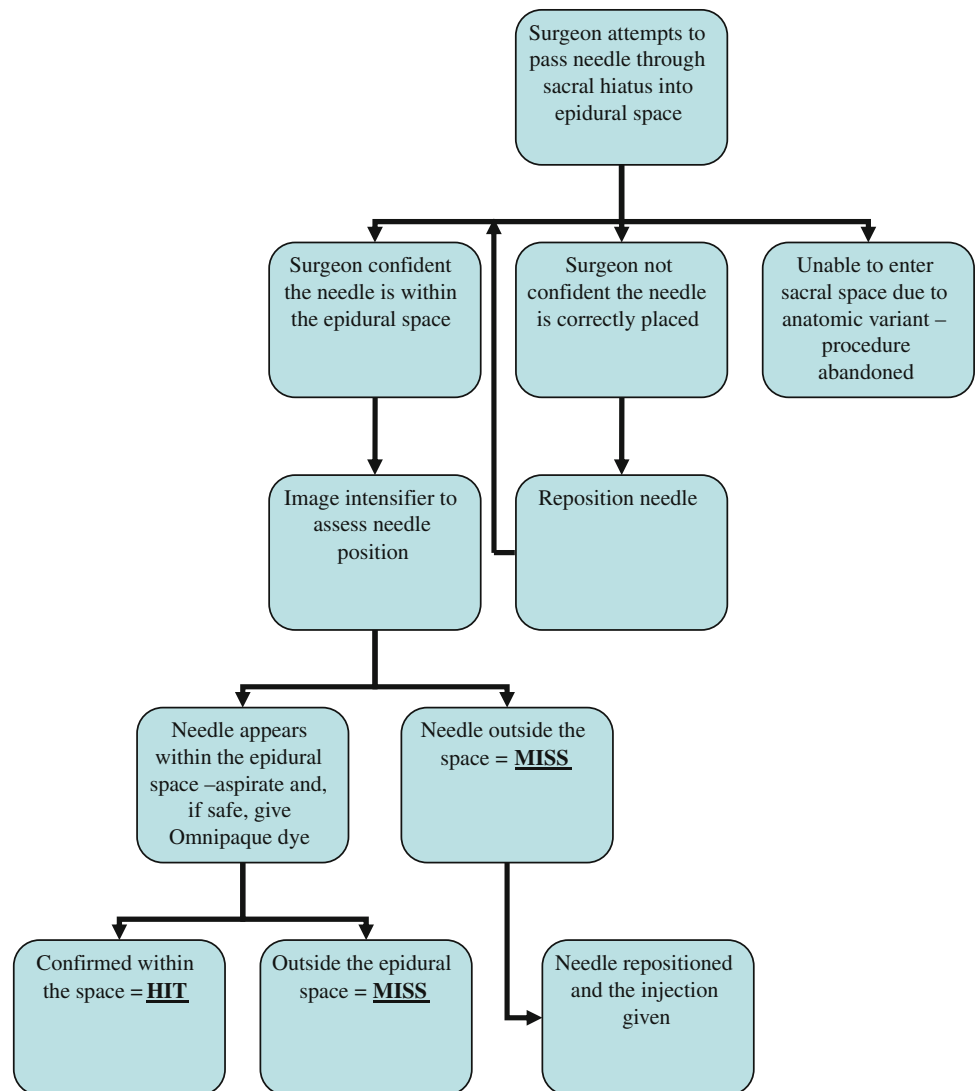 Surgeon attempts to
pass needle through
sacral hiatus into
epidural space
Surgeon confident
the needle is within
the epidural space
Surgeon not
confident the needle
is correctly placed
Unable to enter
sacral space due to
anatomic variant –
procedure
abandoned
Image intensifier to
assess needle
position
Reposition needle
Needle appears
within the epidural
space –aspirate and,
if safe, give
Omnipaque dye
Needle outside the
space = MISS
Confirmed within
the space = HIT
Outside the epidural
space = MISS
Needle repositioned
and the injection
given